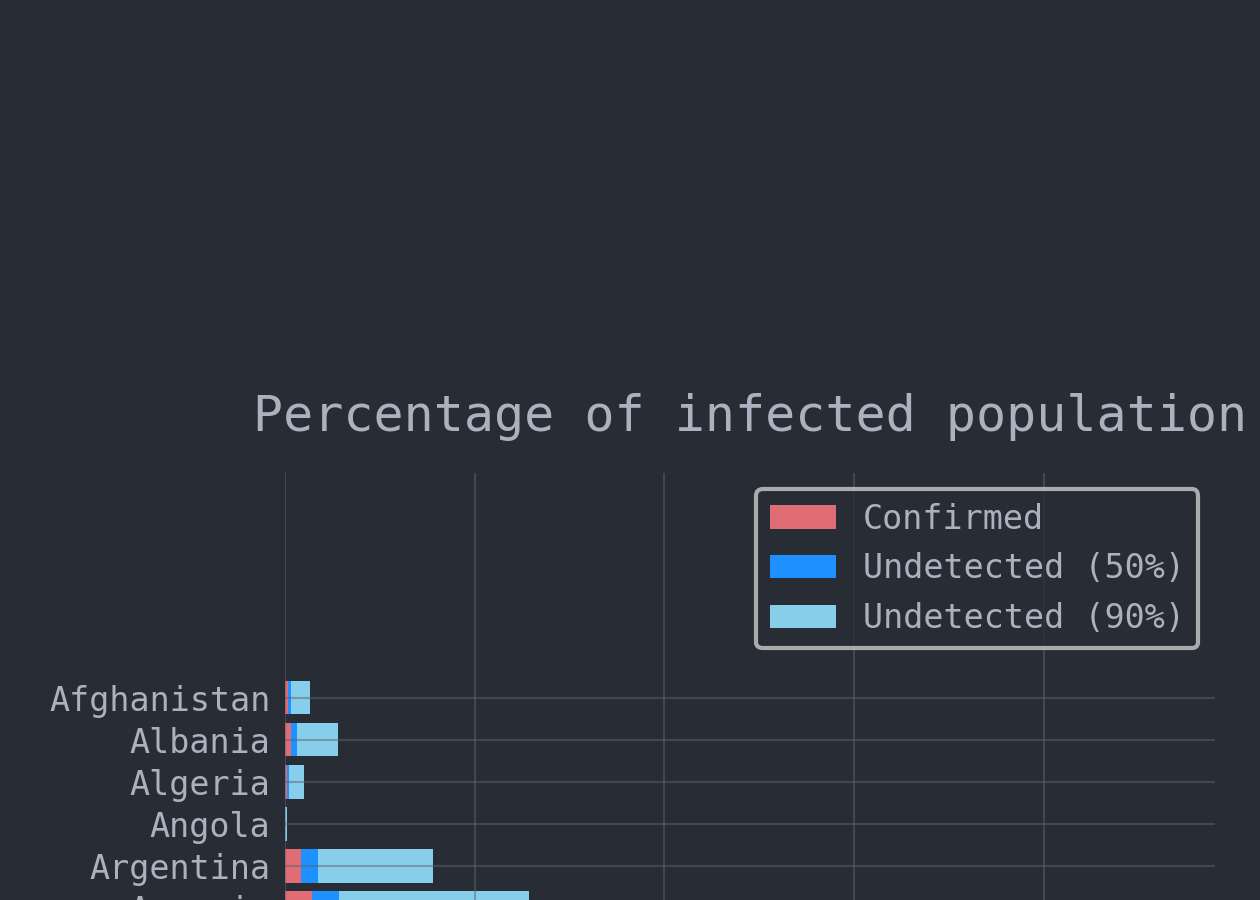 Percentage of infected population
Confirmed
Undetected (50%)
Undetected (90%)
Afghanistan
Albania
Algeria
Angola
Argentina